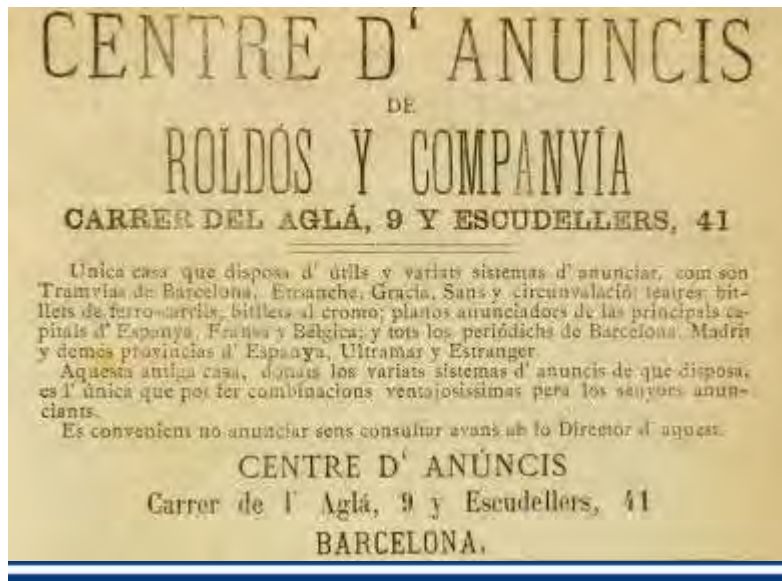 CENTRE D' ANUNCIS
DE
ROLDÓS Y COMPANYÍA
CARRER DEL AGLÁ, 9 Y ESCUDELLERS, 41
Unica casa que disposa d' útils y variats sistemas d' anunciar, com son
Tramvias de Barcelona, Ensanche, Gracia, Sans y circunvalació; teatres; bit-
llets de ferro-carrils, bitllets al cromo; planos anunciadors de las principals ca-
pitals d' Espanya, Fransa y Bélgica; y tots los periódichs de Barcelona, Madrit
y demés provincias d' Espanya, Ultramar y Estranger.
Aquesta antiga casa, donats los variats sistemas d' anuncis de que disposa,
es l' única que pot fer combinacions ventajosissimas pera los senyors anun-
ciants.
Es convenient no anunciar sens consultar avans ab lo Director d' aquest.
CENTRE D' ANÚNCIS
Carrer de l' Aglá, 9 y Escudellers, 41
BARCELONA.